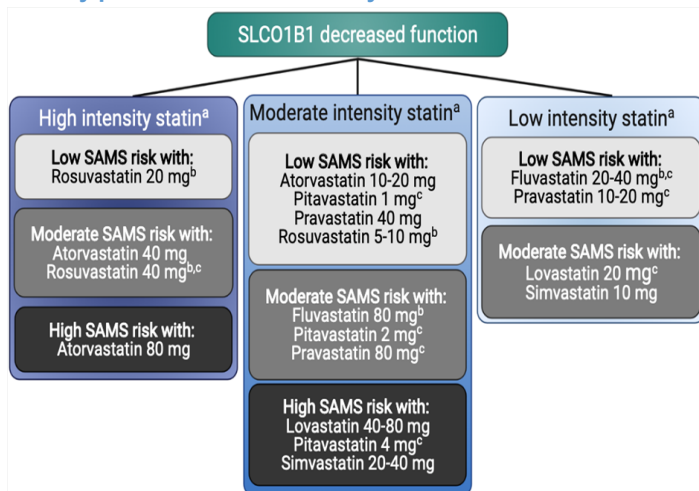 SLCO1B1 decreased function
High intensity statinᵃ
Low SAMS risk with:
Rosuvastatin 20 mgᵇ
Moderate SAMS risk with:
Atorvastatin 40 mg
Rosuvastatin 40 mgᵇ,ᶜ
High SAMS risk with:
Atorvastatin 80 mg
Moderate intensity statinᵃ
Low SAMS risk with:
Atorvastatin 10-20 mg
Pitavastatin 1 mgᶜ
Pravastatin 40 mg
Rosuvastatin 5-10 mgᵇ
Moderate SAMS risk with:
Fluvastatin 80 mgᵇ
Pitavastatin 2 mgᶜ
Pravastatin 80 mgᶜ
High SAMS risk with:
Lovastatin 40-80 mg
Pitavastatin 4 mgᶜ
Simvastatin 20-40 mg
Low intensity statinᵃ
Low SAMS risk with:
Fluvastatin 20-40 mgᵇ,ᶜ
Pravastatin 10-20 mgᶜ
Moderate SAMS risk with:
Lovastatin 20 mgᶜ
Simvastatin 10 mg